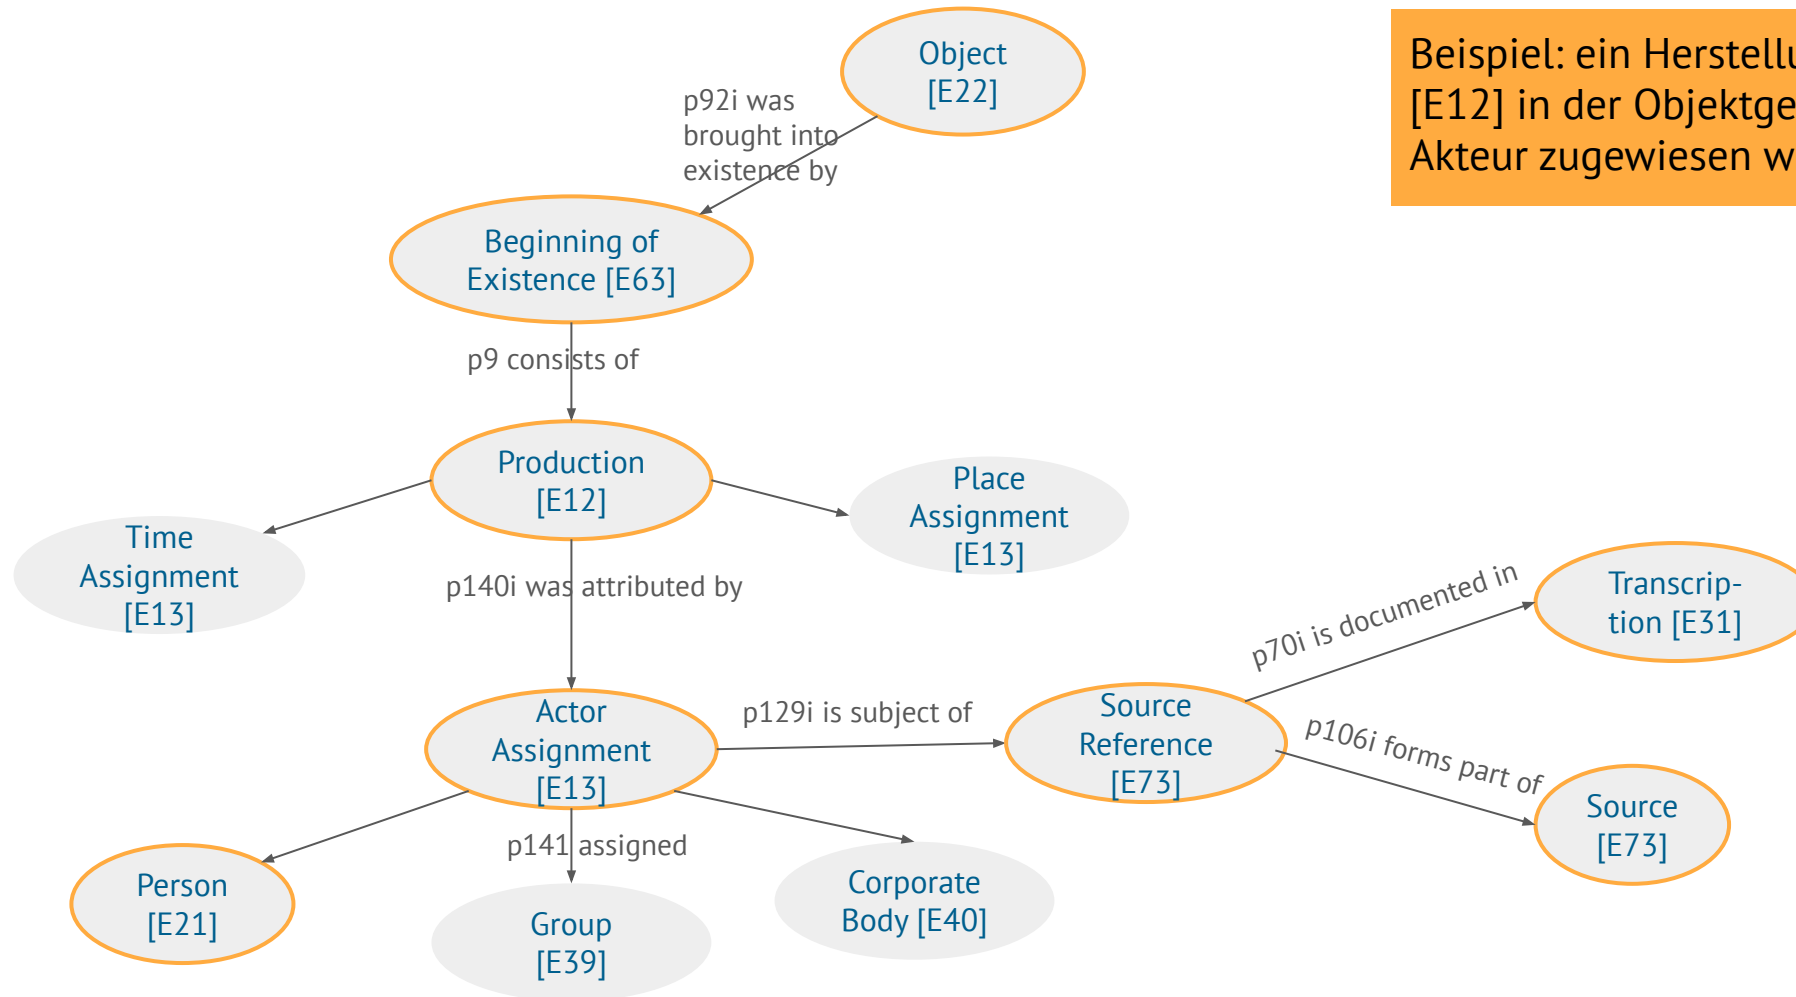 Object
[E22]
Beispiel: ein Herstellu
[E12] in der Objektge
Akteur zugewiesen w
p92i was
brought into
existence by
Beginning of
Existence [E63]
p9 consists of
Production
[E12]
Place
Assignment
[E13]
Time
Assignment
[E13]
p140i was attributed by
p70i is documented in
Transcrip-
tion [E31]
Actor
Assignment
[E13]
p129i is subject of
Source
Reference
[E73]
p106i forms part of
Source
[E73]
p141 assigned
Person
[E21]
Group
[E39]
Corporate
Body [E40]